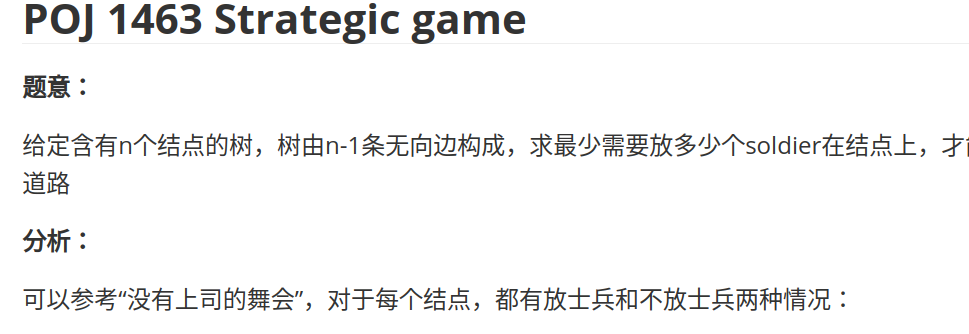 POJ 1463 Strategic game
题意：
给定含有n个结点的树，树由n-1条无向边构成，求最少需要放多少个soldier在结点上，才
道路
分析：
可以参考“没有上司的舞会”，对于每个结点，都有放士兵和不放士兵两种情况：